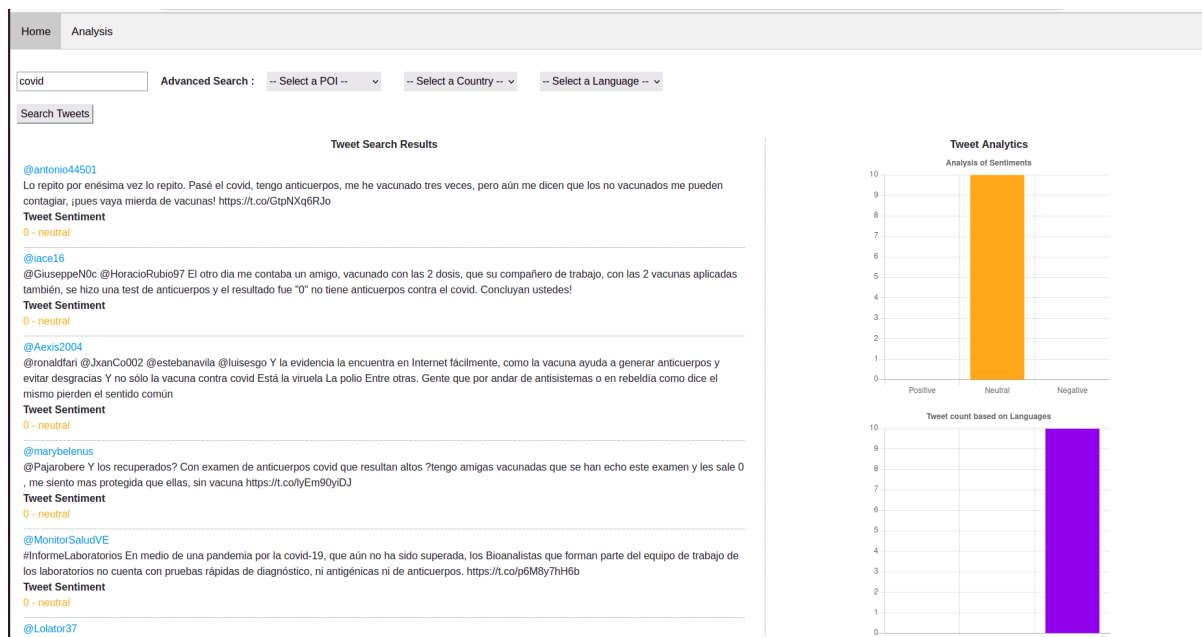 Home Analysis
covid Advanced Search : -- Select a POI -- -- Select a Country -- -- Select a Language --
Search Tweets
Tweet Search Results
@antonio44501
Lo repito por enésima vez lo repito. Pasé el covid, tengo anticuerpos, me he vacunado tres veces, pero aún me dicen que los no vacunados me pueden
contagiar, ¡pues vaya mierda de vacunas! https://t.co/GtpNXq6RJo
Tweet Sentiment
0 - neutral
@iace16
@GiuseppeN0c @HoracioRubio97 El otro dia me contaba un amigo, vacunado con las 2 dosis, que su compañero de trabajo, con las 2 vacunas aplicadas
también, se hizo una test de anticuerpos y el resultado fue "0" no tiene anticuerpos contra el covid. Concluyan ustedes!
Tweet Sentiment
0 - neutral
@Aexis2004
@ronaldfari @JxanCo002 @estebanavila @luisesgo Y la evidencia la encuentra en Internet fácilmente, como la vacuna ayuda a generar anticuerpos y
evitar desgracias Y no sólo la vacuna contra covid Está la viruela La polio Entre otras. Gente que por andar de antisistemas o en rebeldía como dice el
mismo pierden el sentido común
Tweet Sentiment
0 - neutral
@marybelenus
@Pajarobere Y los recuperados? Con examen de anticuerpos covid que resultan altos ?tengo amigas vacunadas que se han echo este examen y les sale 0
, me siento mas protegida que ellas, sin vacuna https://t.co/lyEm90yiDJ
Tweet Sentiment
0 - neutral
@MonitorSaludVE
#InformeLaboratorios En medio de una pandemia por la covid-19, que aún no ha sido superada, los Bioanalistas que forman parte del equipo de trabajo de
los laboratorios no cuenta con pruebas rápidas de diagnóstico, ni antigénicas ni de anticuerpos. https://t.co/p6M8y7hH6b
Tweet Sentiment
0 - neutral
@Lolator37
Tweet Analytics
Analysis of Sentiments
10
9
8
7
6
5
4
3
2
1
0
Positive Neutral Negative
Tweet count based on Languages
10
9
8
7
6
5
4
3
2
1
0